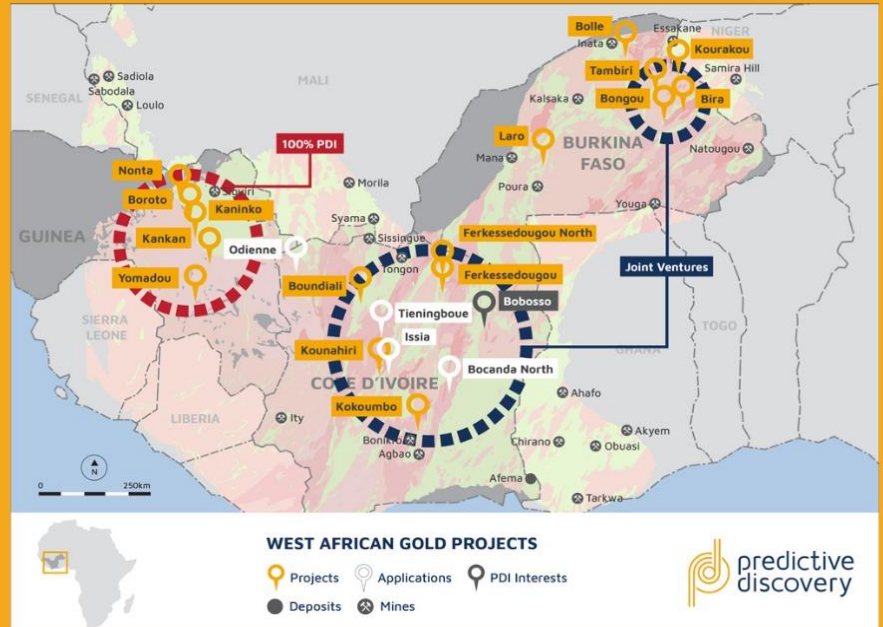 Bolle
Inata
Essakane
NIGER
Kourakou
Sadiola
Sabodala
Loulo
MALI
SENEGAL
Tambiri
Samira Hill
Kalsaka
Bongou
Bira
100% PDI
Laro
BURKINA
FASO
Mana
Natougou
Nonta
Morila
Poura
Boroto
Kaninko
Syama
Youga
GUINEA
Kankan
Odienne
Sissingue
Ferkessedougou North
Tongon
Yomadou
Boundiali
Ferkessedougou
Joint Ventures
Bobosso
Tieningboue
SIERRA
LEONE
Issia
TOGO
Kounahiri
GHANA
Bocanda North
COTE D'IVOIRE
Ahafo
Kokoumbo
LIBERIA
Ity
Akyem
Bonikro
Chirano
Obuasi
Agbao
Afema
Tarkwa
N
0 250km
WEST AFRICAN GOLD PROJECTS
Projects Applications PDI Interests
Deposits Mines
predictive
discovery